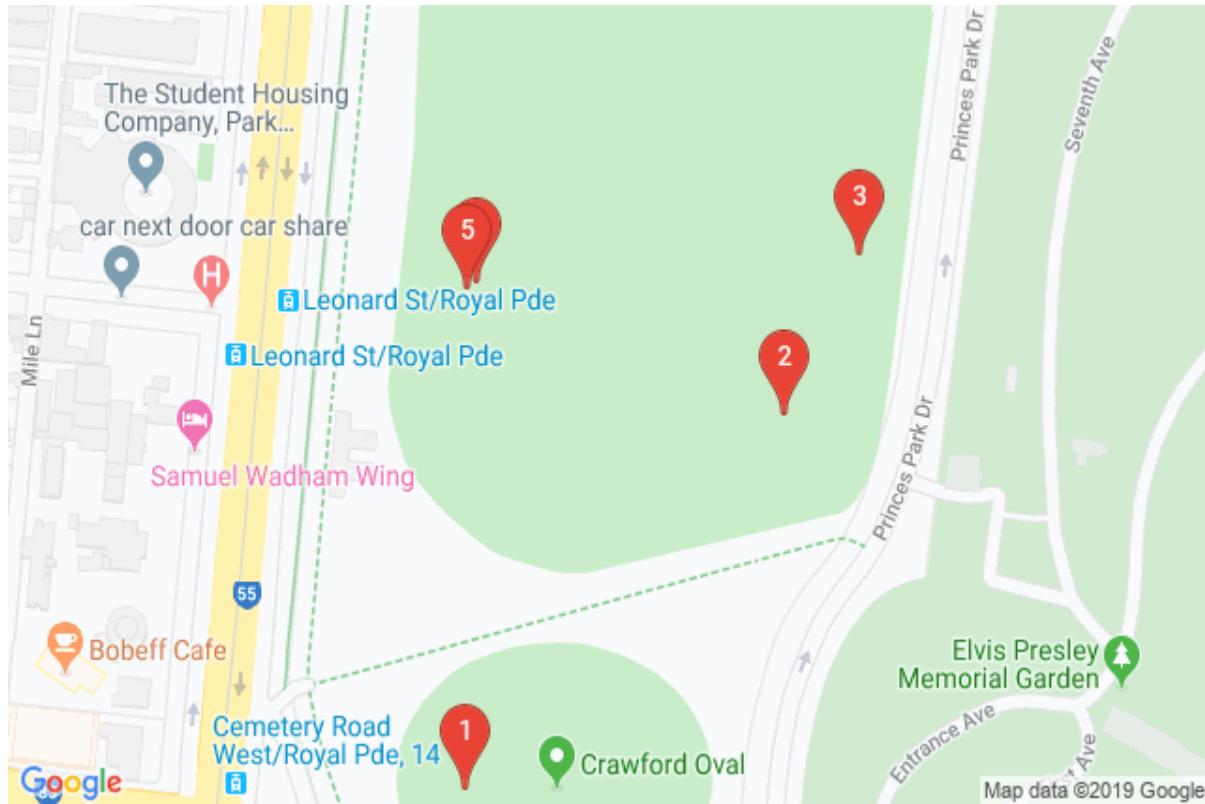 The Student Housing
Company, Park...
car next door car share
H
Leonard St/Royal Pde
Leonard St/Royal Pde
Mile Ln
Samuel Wadham Wing
55
Bobeff Cafe
Cemetery Road
West/Royal Pde, 14
5
3
2
1
Princes Park Dr
Princes Park Dr
Seventh Ave
Elvis Presley
Memorial Garden
Entrance Ave
First Ave
Crawford Oval
Google
Map data ©2019 Google